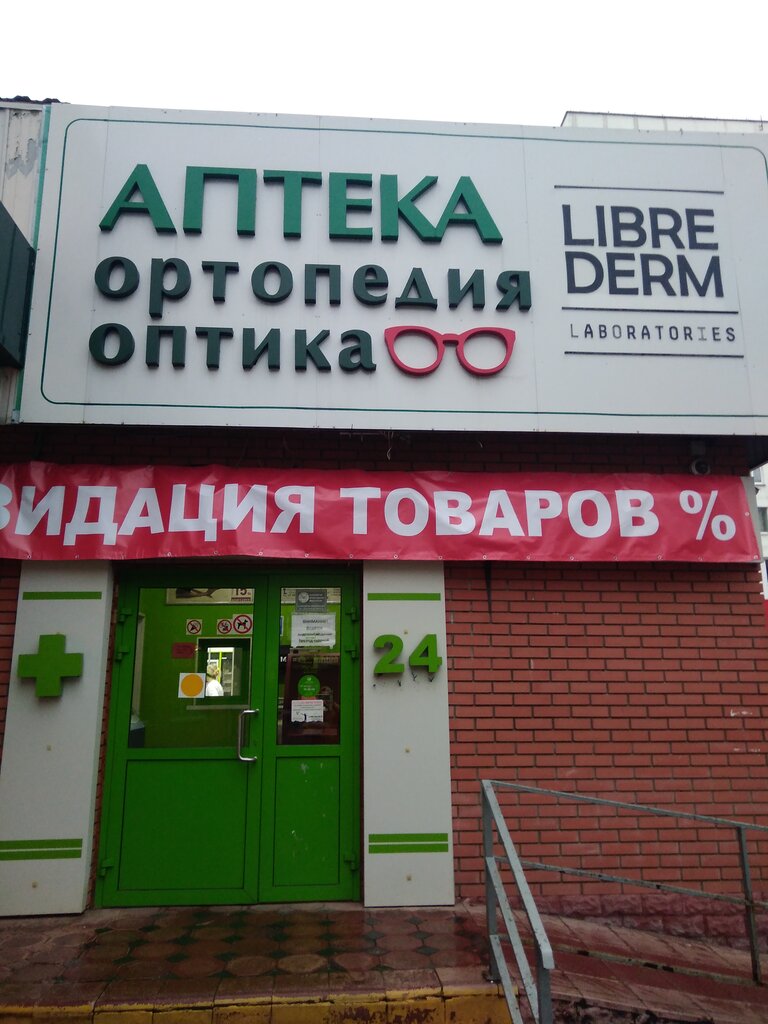 АПТЕКА
ортопедия
оптика
LIBRE
DERM
LABORATORIES
ВИДАЦИЯ ТОВАРОВ %
24